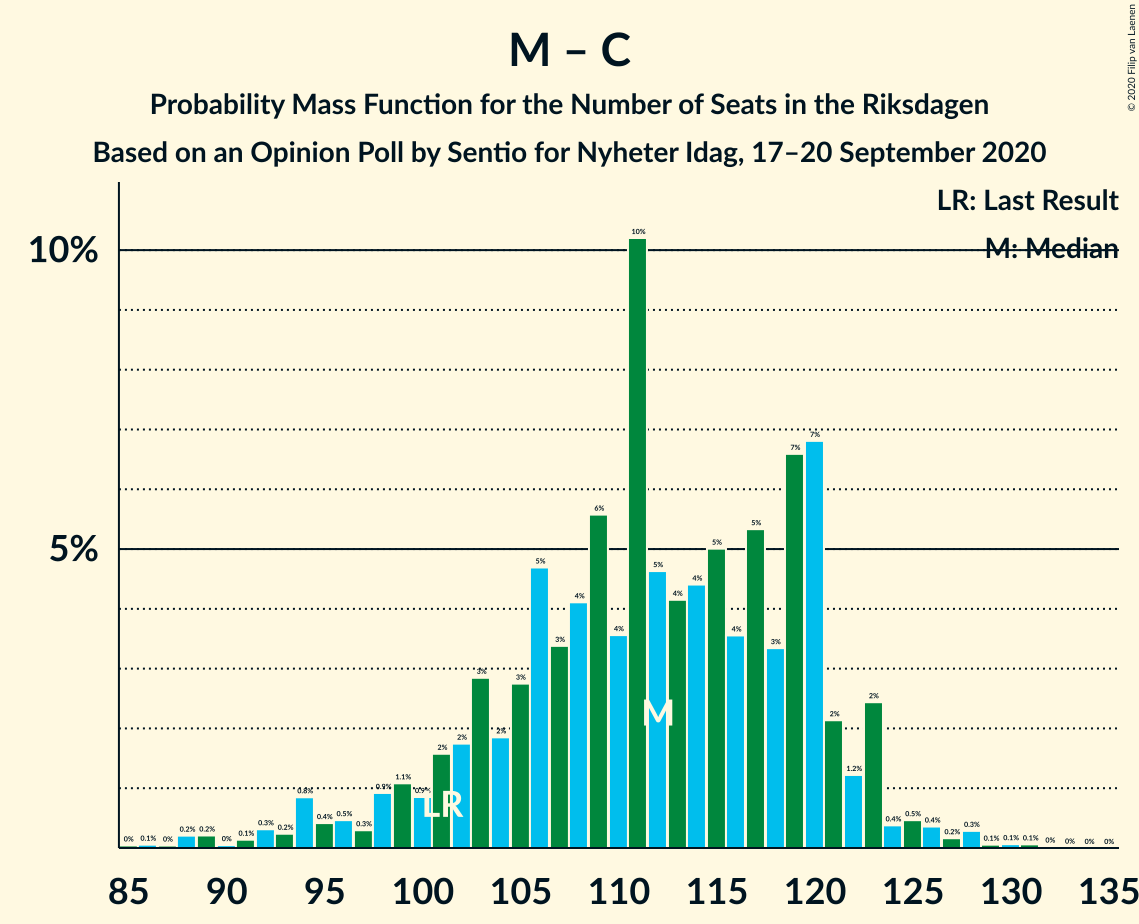 © 2020 Filip van Laenen
M – C
Probability Mass Function for the Number of Seats in the Riksdagen
Based on an Opinion Poll by Sentio for Nyheter Idag, 17–20 September 2020
LR: Last Result
M: Median
10%
5%
0% 0.1% 0% 0.2% 0.2% 0% 0.1% 0.3% 0.2% 0.8% 0.4% 0.5% 0.3% 0.9% 1.1% 0.9% 2% 2% 3% 2% 3% 5% 3% 4% 6% 4% 10% 5% 4% 4% 5% 4% 5% 3% 7% 7% 2% 1.2% 2% 0.4% 0.5% 0.4% 0.2% 0.3% 0.1% 0.1% 0.1% 0% 0% 0% 0%
M
LR
85 90 95 100 105 110 115 120 125 130 135